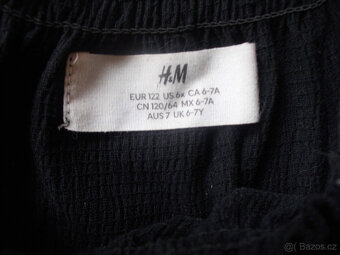 H&M
EUR 122 US 6x CA 6-7A
CN 120/64 MX 6-7A
AUS 7 UK 6-7Y
Bazos.cz